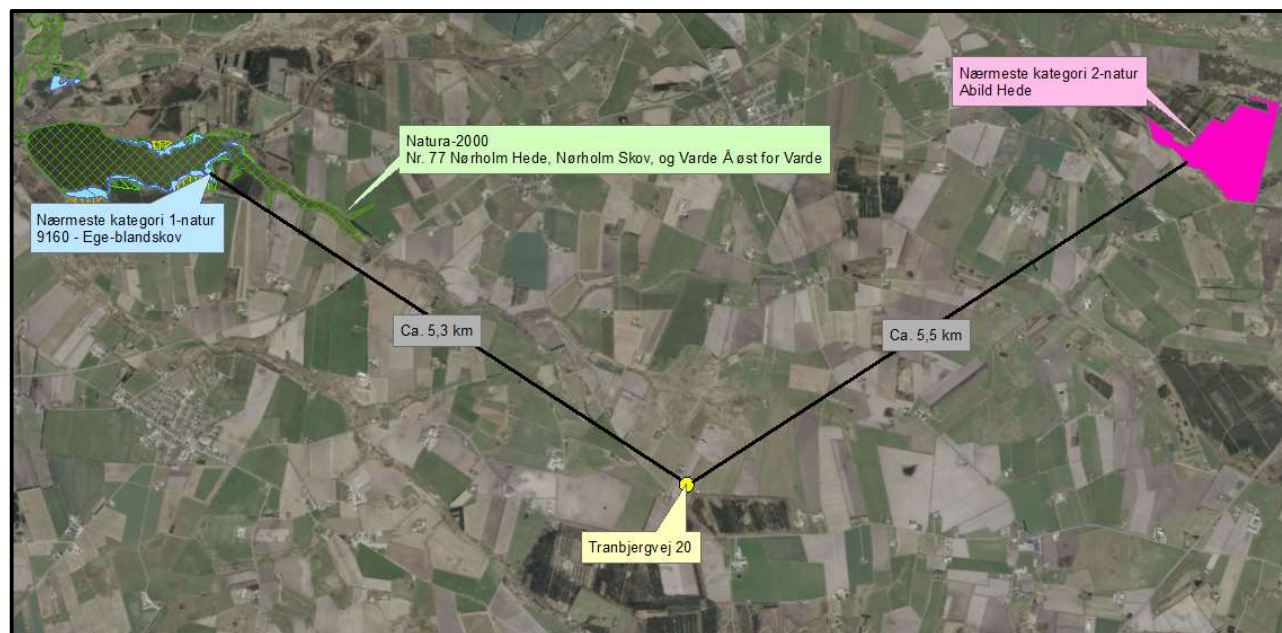 Nærmeste kategori 2-natur
Abild Hede
Natura-2000
Nr. 77 Nørholm Hede, Nørholm Skov, og Varde Å øst for Varde
Nærmeste kategori 1-natur
9160 - Ege-blandskov
Ca. 5,3 km
Ca. 5,5 km
Tranbjergvej 20